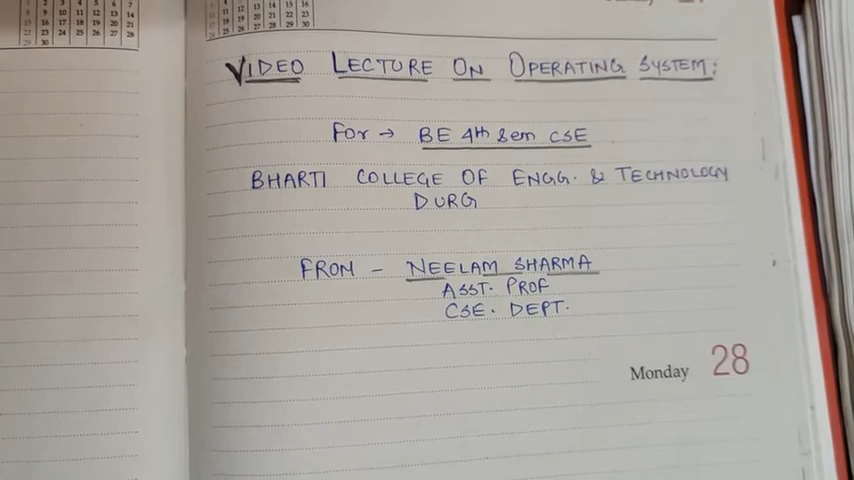 VIDEO LECTURE ON OPERATING SYSTEM:
For → BE 4th Sem CSE
BHARTI COLLEGE OF ENGG. & TECHNOLOGY
DURG
FROM - NEELAM SHARMA
ASST. PROF
CSE. DEPT.
Monday 28